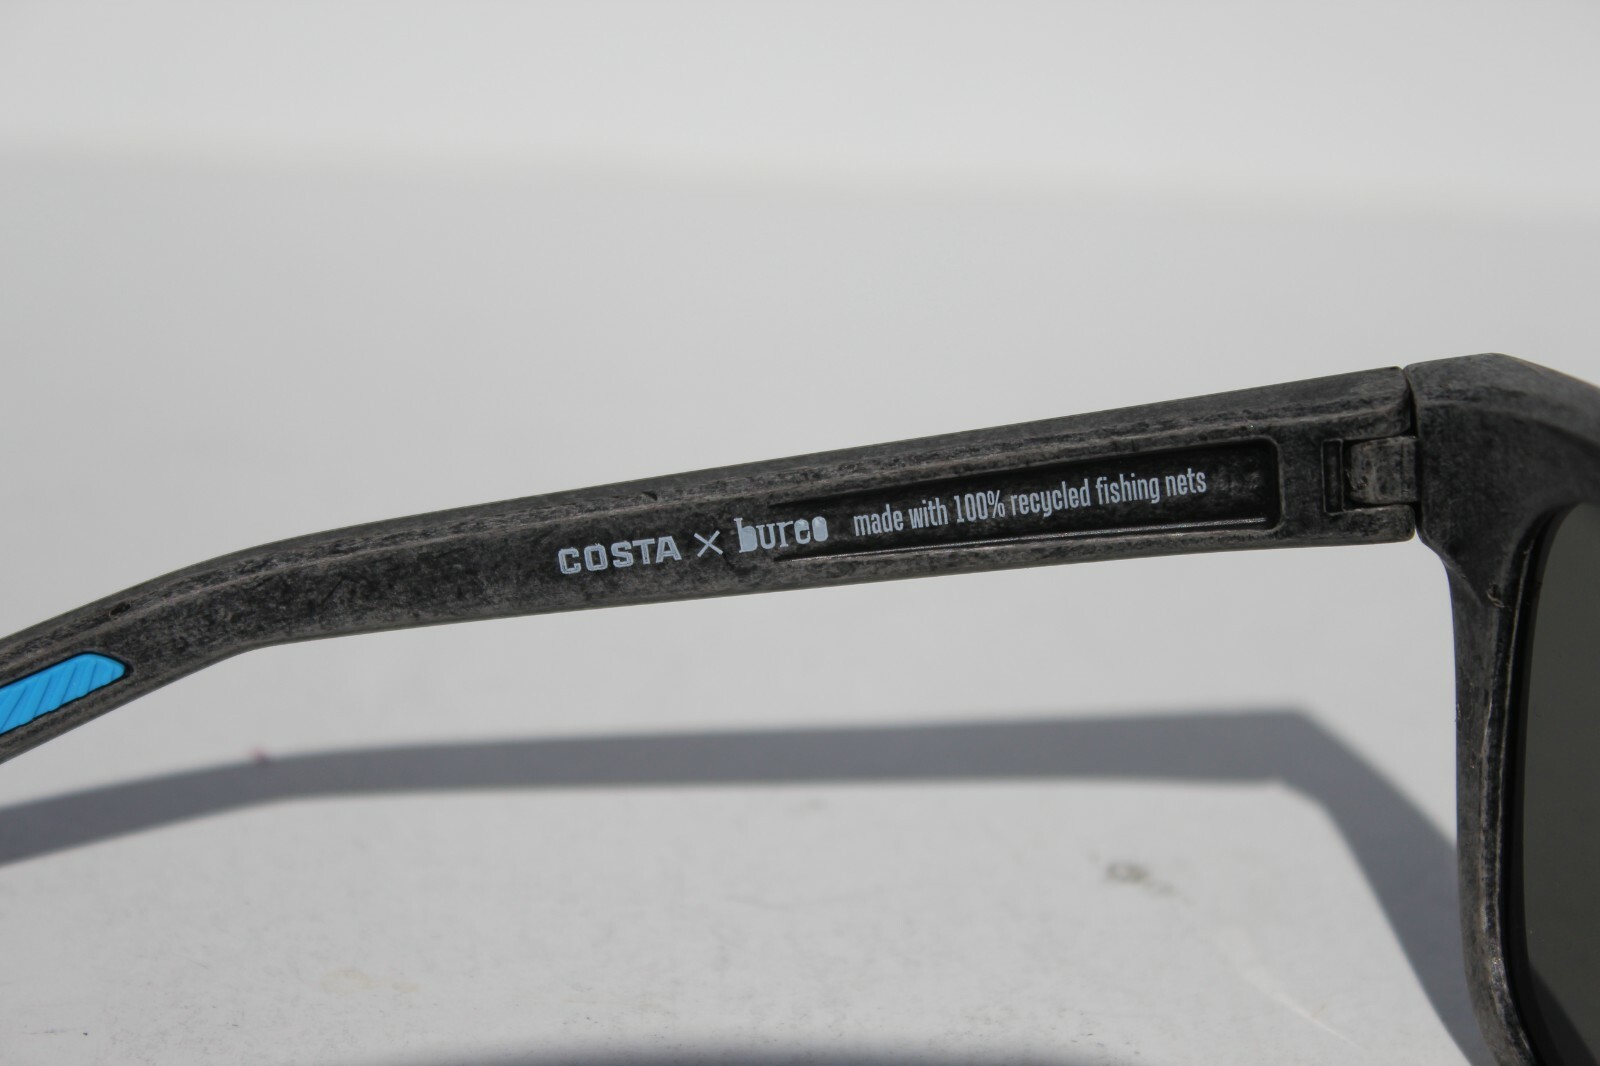 COSTA × bureo made with 100% recycled fishing nets